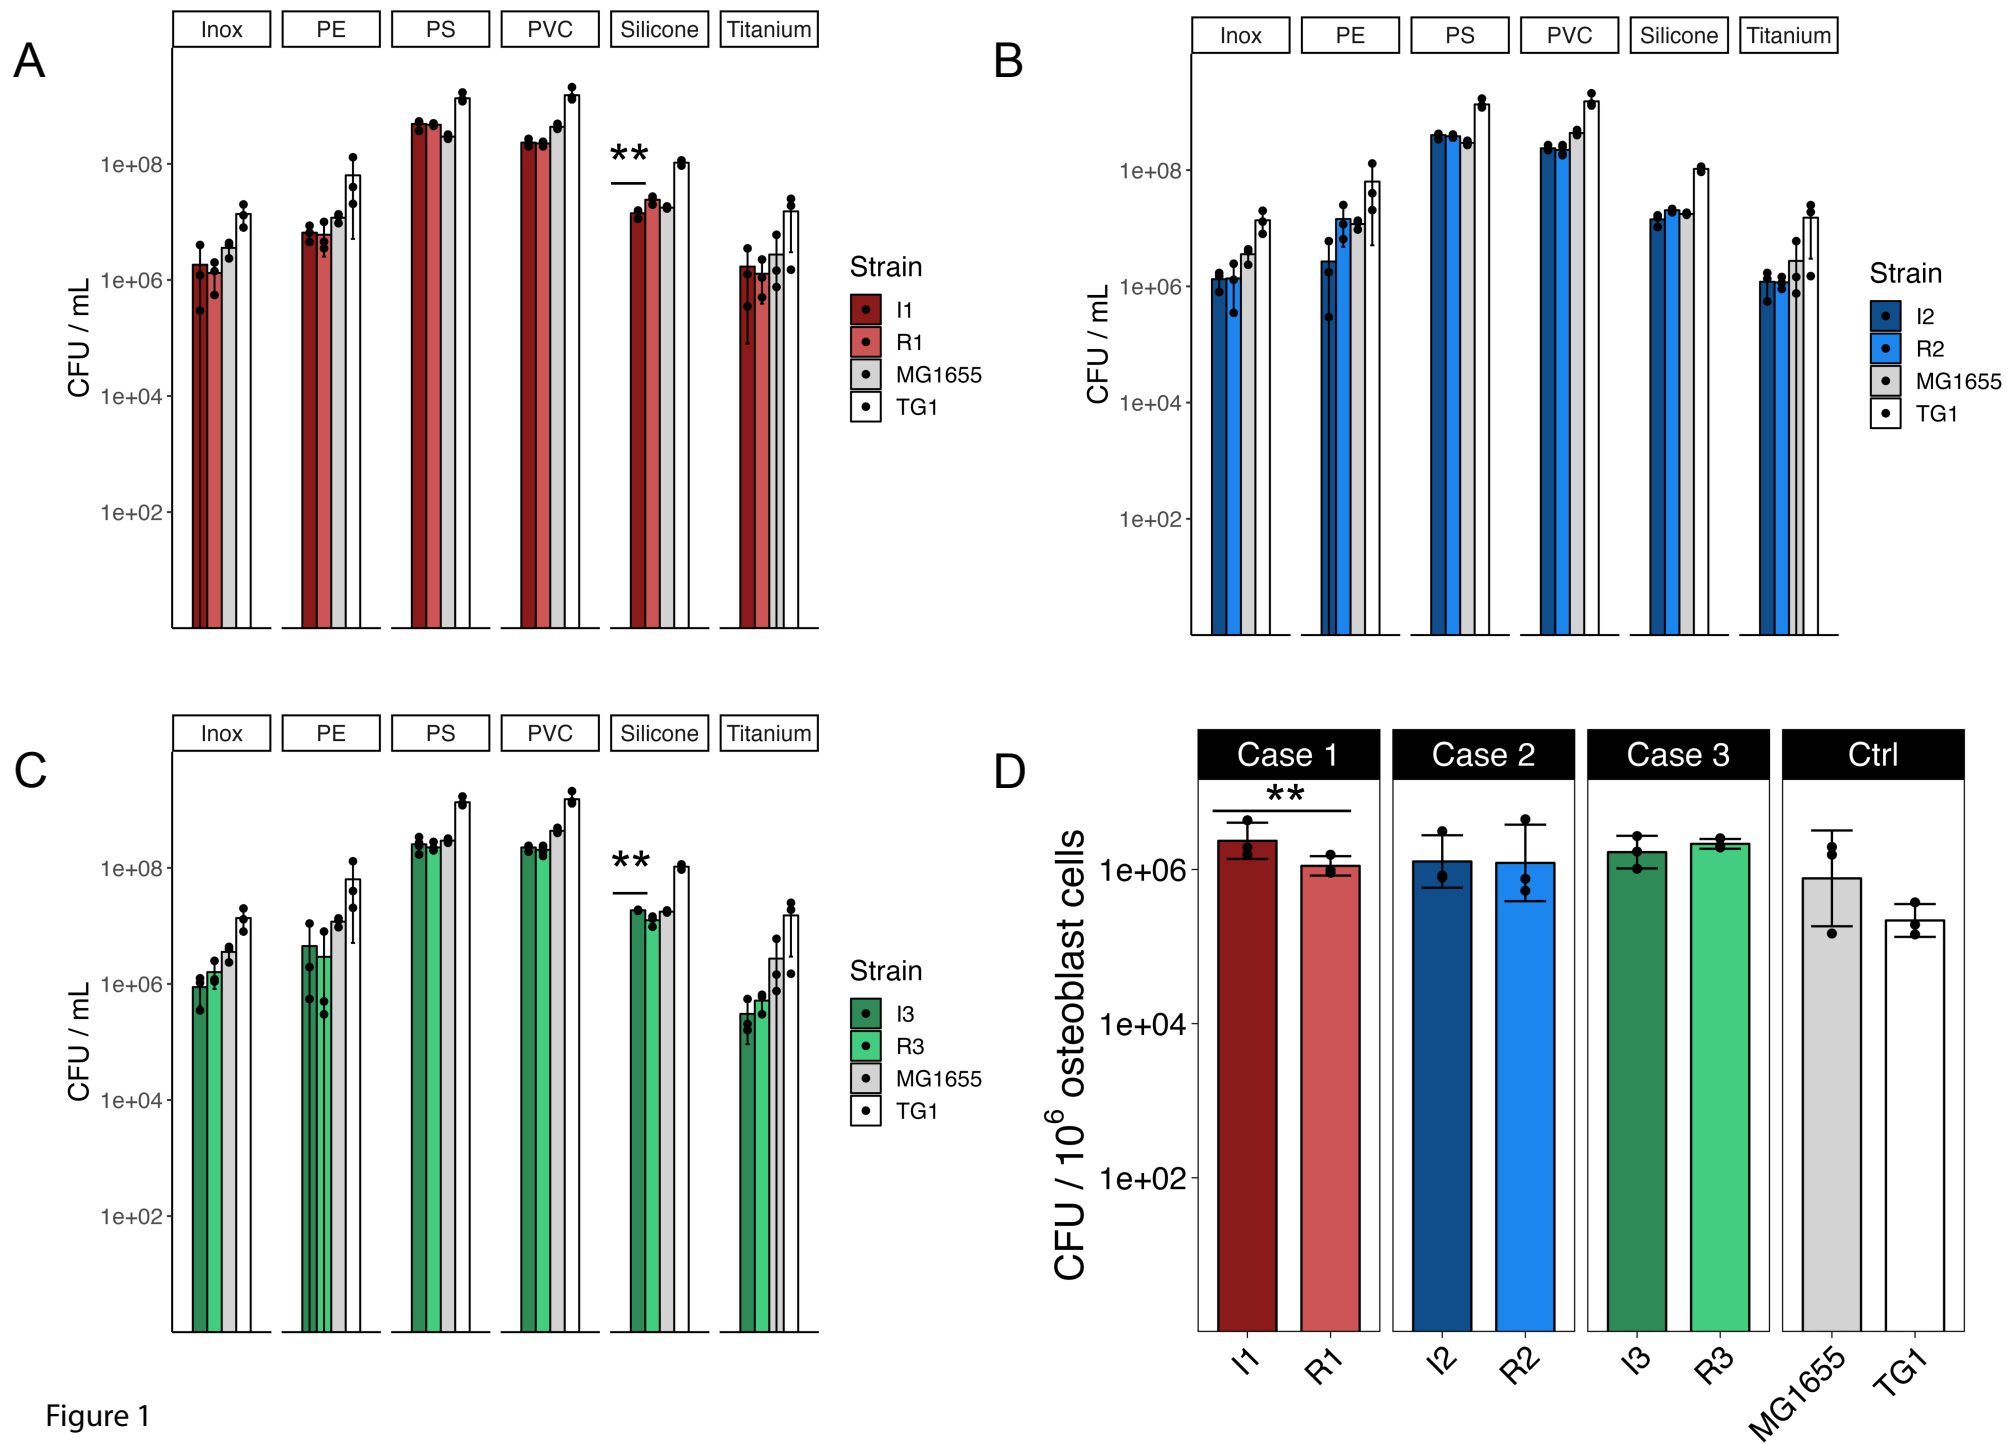 A
Inox PE PS PVC Silicone Titanium
1e+08
1e+06
1e+04
1e+02
CFU / mL
**
Strain
I1
R1
MG1655
TG1
B
Inox PE PS PVC Silicone Titanium
1e+08
1e+06
1e+04
1e+02
CFU / mL
Strain
I2
R2
MG1655
TG1
C
Inox PE PS PVC Silicone Titanium
1e+08
1e+06
1e+04
1e+02
CFU / mL
**
Strain
I3
R3
MG1655
TG1
D
Case 1 Case 2 Case 3 Ctrl
**
1e+06
1e+04
1e+02
CFU / 10⁶ osteoblast cells
I1 R1 I2 R2 I3 R3 MG1655 TG1
Figure 1